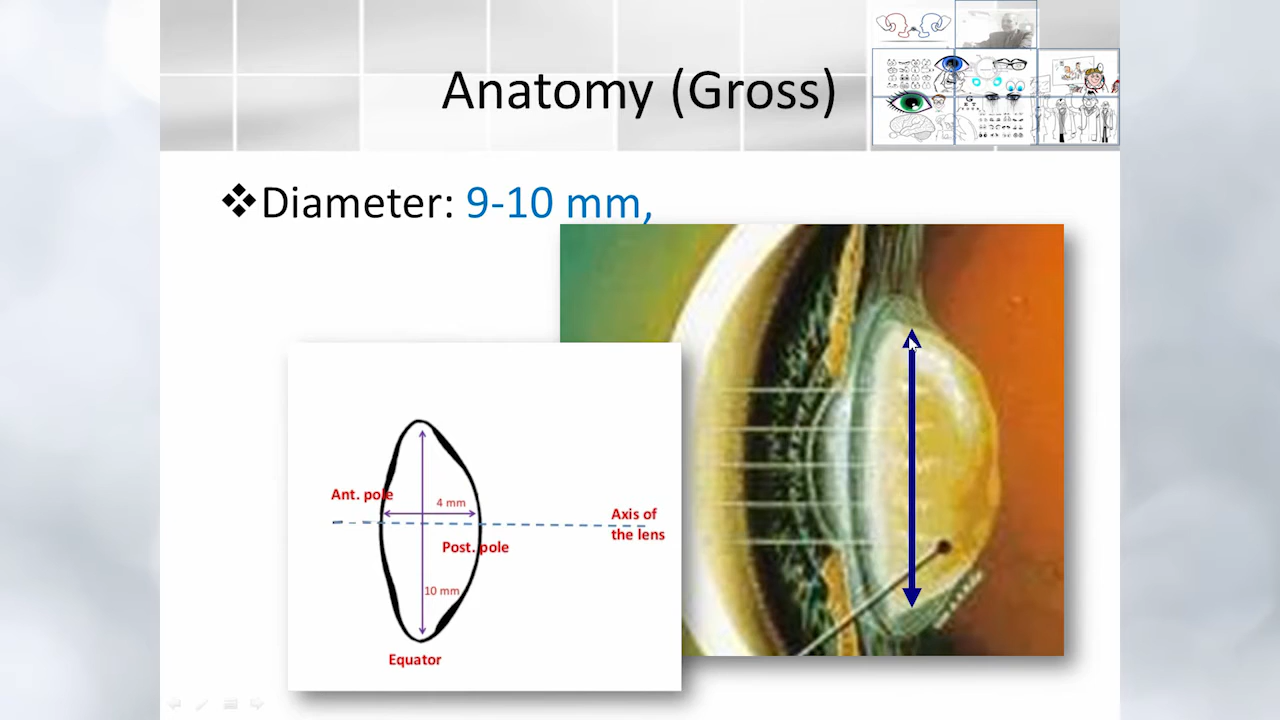 Anatomy (Gross)
❖Diameter: 9-10 mm,
Ant. pole
4 mm
Axis of
the lens
Post. pole
10 mm
Equator